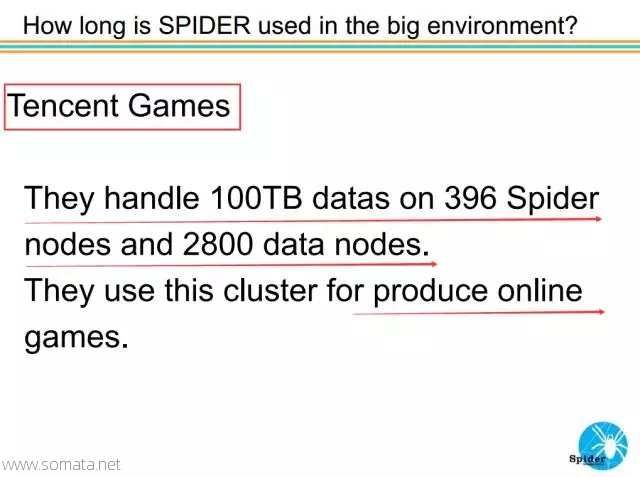 How long is SPIDER used in the big environment?
Tencent Games
They handle 100TB datas on 396 Spider
nodes and 2800 data nodes.
They use this cluster for produce online
games.
Spider
www.somata.net